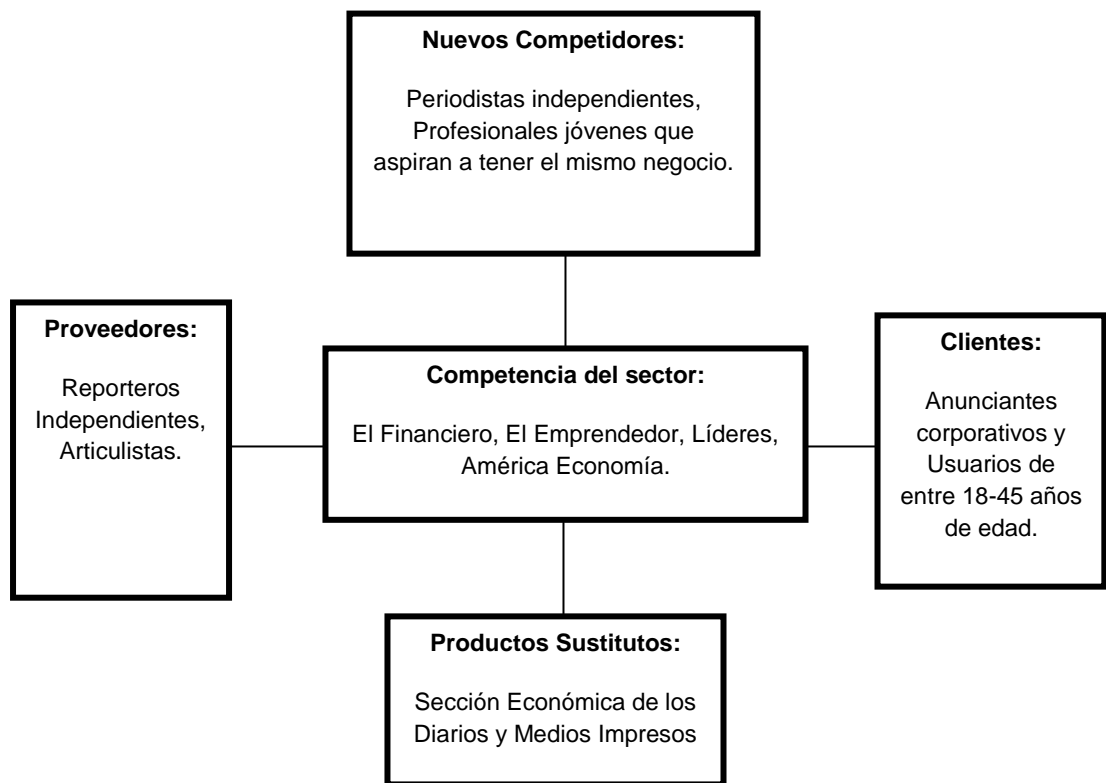 Nuevos Competidores:
Periodistas independientes,
Profesionales jóvenes que
aspiran a tener el mismo negocio.
Proveedores:
Reporteros
Independientes,
Articulistas.
Competencia del sector:
El Financiero, El Emprendedor, Líderes,
América Economía.
Clientes:
Anunciantes
corporativos y
Usuarios de
entre 18-45 años
de edad.
Productos Sustitutos:
Sección Económica de los
Diarios y Medios Impresos